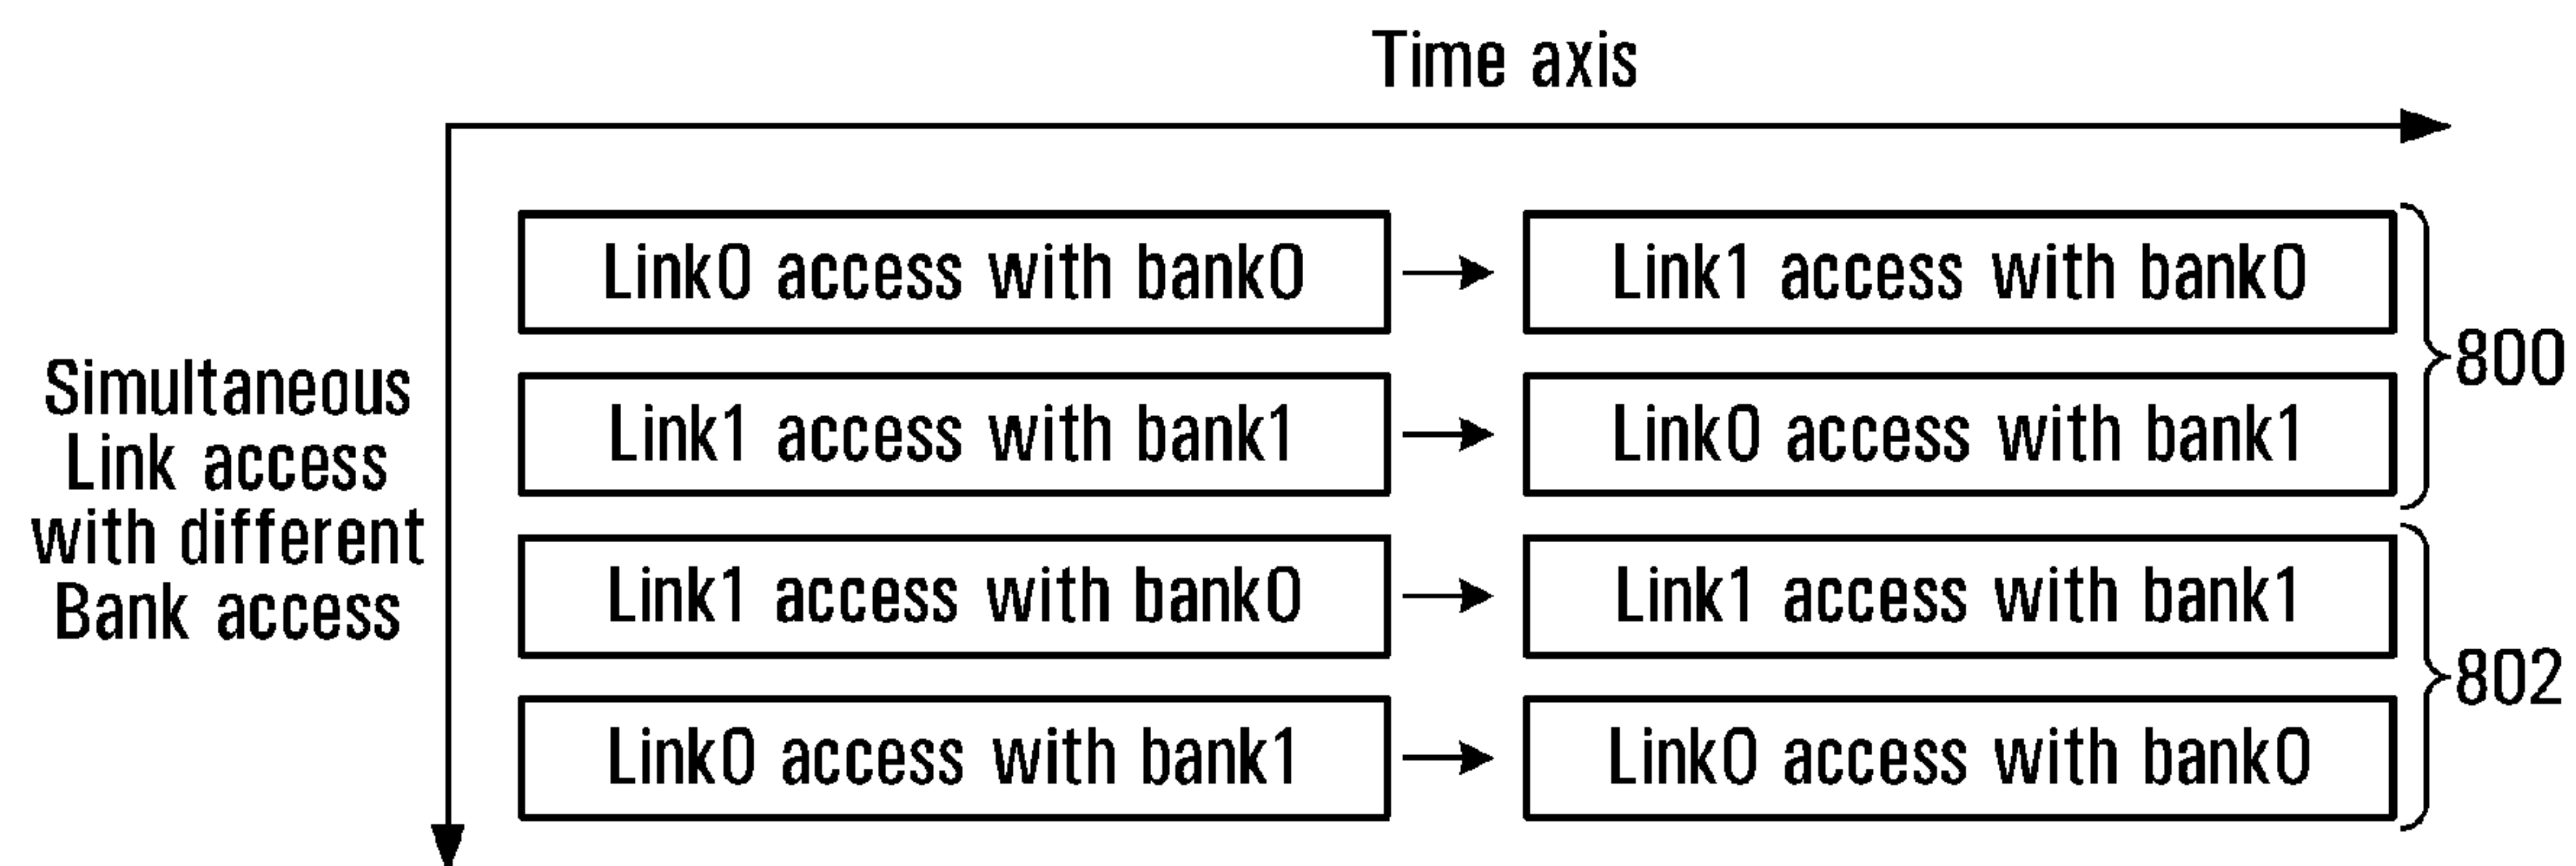 Time axis
Simultaneous
Link access
with different
Bank access
Link0 access with bank0
Link1 access with bank0
Link1 access with bank1
Link0 access with bank1
800
Link1 access with bank0
Link1 access with bank1
Link0 access with bank1
Link0 access with bank0
802